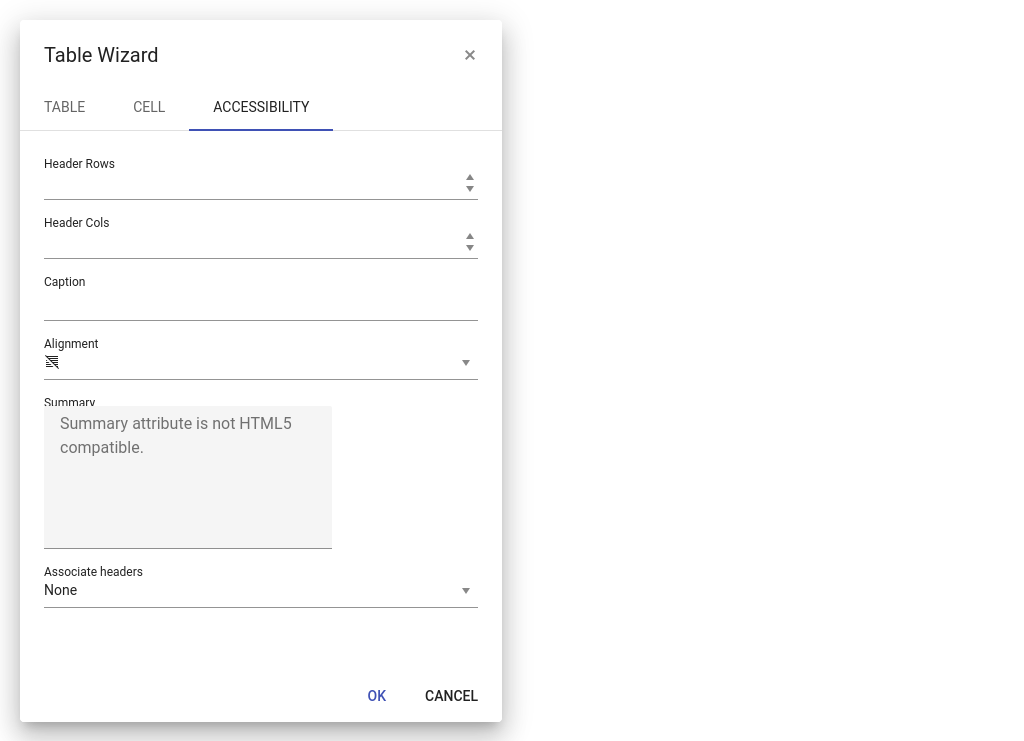 Table Wizard
TABLE CELL ACCESSIBILITY
Header Rows
Header Cols
Caption
Alignment
Summary
Summary attribute is not HTML5
compatible.
Associate headers
None
OK CANCEL